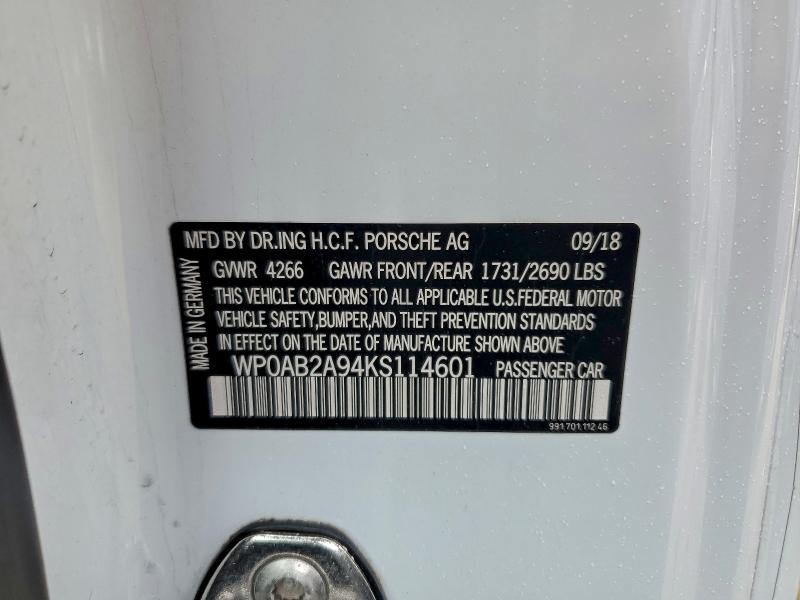 MFD BY DR.ING H.C.F. PORSCHE AG 09/18
GVWR 4266 GAWR FRONT/REAR 1731/2690 LBS
THIS VEHICLE CONFORMS TO ALL APPLICABLE U.S.FEDERAL MOTOR
VEHICLE SAFETY,BUMPER,AND THEFT PREVENTION STANDARDS
IN EFFECT ON THE DATE OF MANUFACTURE SHOWN ABOVE
WP0AB2A94KS114601 PASSENGER CAR
991.701.112.46
MADE IN GERMANY